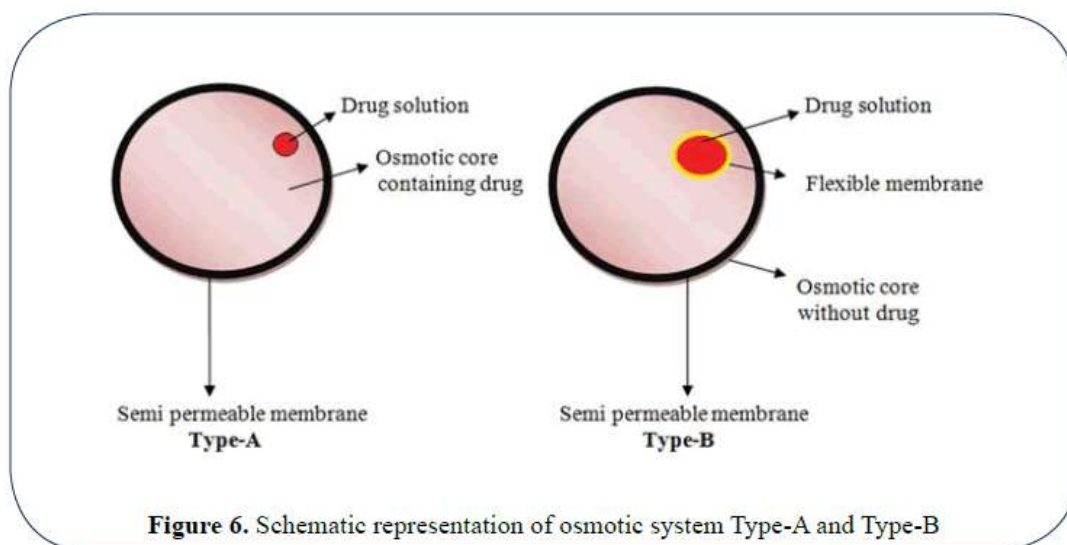 Drug solution
Osmotic core
containing drug
Semi permeable membrane
Type-A
Drug solution
Flexible membrane
Osmotic core
without drug
Semi permeable membrane
Type-B
Figure 6. Schematic representation of osmotic system Type-A and Type-B